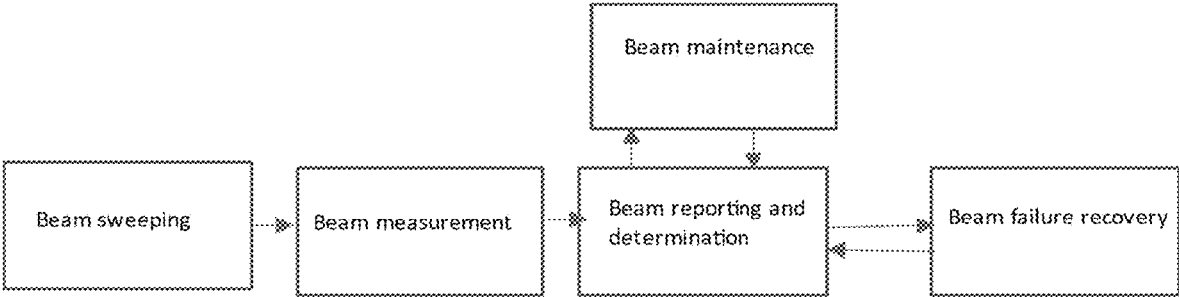 Beam maintenance
Beam sweeping
Beam measurement
Beam reporting and
determination
Beam failure recovery